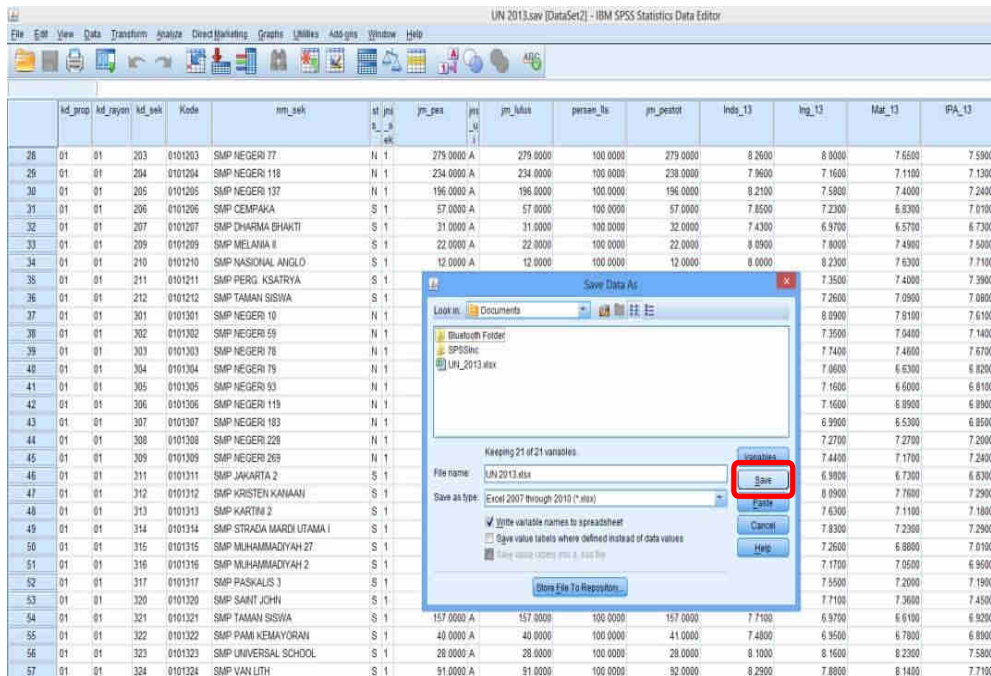 UN 2013.sav [DataSet2] - IBM SPSS Statistics Data Editor
File Edit View Data Transform Analyze Direct Marketing Graphs Utilities Add-ons Window Help
kd_prop kd_rayon kd_sek Kode nm_sek st s_ jni _s ek jm_pes jns _u i jm_lulus persen_lls jm_pestot Indo_13 Ing_13 Mat_13 IPA_13
28 01 01 203 0101203 SMP NEGERI 77 N 1 279.0000 A 279.0000 100.0000 279.0000 8.2600 8.0000 7.6500 7.5900
29 01 01 204 0101204 SMP NEGERI 118 N 1 234.0000 A 234.0000 100.0000 238.0000 7.9600 7.1600 7.1100 7.1300
30 01 01 205 0101205 SMP NEGERI 137 N 1 196.0000 A 196.0000 100.0000 196.0000 8.2100 7.5800 7.4000 7.2400
31 01 01 206 0101206 SMP CEMPAKA S 1 57.0000 A 57.0000 100.0000 57.0000 7.8500 7.2300 6.8300 7.0100
32 01 01 207 0101207 SMP DHARMA BHAKTI S 1 31.0000 A 31.0000 100.0000 32.0000 7.4300 6.9700 6.5700 6.7300
33 01 01 209 0101209 SMP MELANIA II S 1 22.0000 A 22.0000 100.0000 22.0000 8.0900 7.8000 7.4900 7.5000
34 01 01 210 0101210 SMP NASIONAL ANGLO S 1 12.0000 A 12.0000 100.0000 12.0000 8.0000 8.2300 7.6300 7.7100
35 01 01 211 0101211 SMP PERG. KSATRYA S 1 7.3500 7.4000 7.3900
36 01 01 212 0101212 SMP TAMAN SISWA S 1 7.2600 7.0900 7.0800
37 01 01 301 0101301 SMP NEGERI 10 N 1 8.0900 7.8100 7.6100
38 01 01 302 0101302 SMP NEGERI 59 N 1 7.3500 7.0400 7.1400
39 01 01 303 0101303 SMP NEGERI 78 N 1 7.7400 7.4600 7.6700
40 01 01 304 0101304 SMP NEGERI 79 N 1 7.0600 6.6300 6.8200
41 01 01 305 0101305 SMP NEGERI 93 N 1 7.1600 6.6000 6.8100
42 01 01 306 0101306 SMP NEGERI 119 N 1 7.1600 6.8900 6.8900
43 01 01 307 0101307 SMP NEGERI 183 N 1 6.9900 6.5300 6.8500
44 01 01 308 0101308 SMP NEGERI 228 N 1 7.2700 7.2700 7.2000
45 01 01 309 0101309 SMP NEGERI 269 N 1 7.4400 7.1700 7.2400
46 01 01 311 0101311 SMP JAKARTA 2 S 1 6.9800 6.7300 6.8300
47 01 01 312 0101312 SMP KRISTEN KANAAN S 1 8.0900 7.7600 7.2900
48 01 01 313 0101313 SMP KARTINI 2 S 1 7.6300 7.1100 7.1800
49 01 01 314 0101314 SMP STRADA MARDI UTAMA I S 1 7.8300 7.2300 7.2900
50 01 01 315 0101315 SMP MUHAMMADIYAH 27 S 1 7.2600 6.8800 7.0100
51 01 01 316 0101316 SMP MUHAMMADIYAH 2 S 1 7.1700 7.0500 6.9600
52 01 01 317 0101317 SMP PASKALIS 3 S 1 7.5500 7.2000 7.1900
53 01 01 320 0101320 SMP SAINT JOHN S 1 7.7100 7.3600 7.4500
54 01 01 321 0101321 SMP TAMAN SISWA S 1 157.0000 A 157.0000 100.0000 157.0000 7.7100 6.9700 6.6100 6.9200
55 01 01 322 0101322 SMP PAMI KEMAYORAN S 1 40.0000 A 40.0000 100.0000 41.0000 7.4800 6.9500 6.7800 6.8900
56 01 01 323 0101323 SMP UNIVERSAL SCHOOL S 1 28.0000 A 28.0000 100.0000 28.0000 8.1000 8.1600 8.2300 7.5800
57 01 01 324 0101324 SMP VAN LITH S 1 91.0000 A 91.0000 100.0000 92.0000 8.2900 7.8800 8.1400 7.7100
Save Data As
Look in: Documents
Bluetooth Folder
SPSSInc
UN_2013.xlsx
Keeping 21 of 21 variables.
Variables
File name: UN 2013.xlsx
Save
Save as type: Excel 2007 through 2010 (*.xlsx)
Paste
Write variable names to spreadsheet
Cancel
Save value labels where defined instead of data values
Help
Save value labels into a .sas file
Store File To Repository...